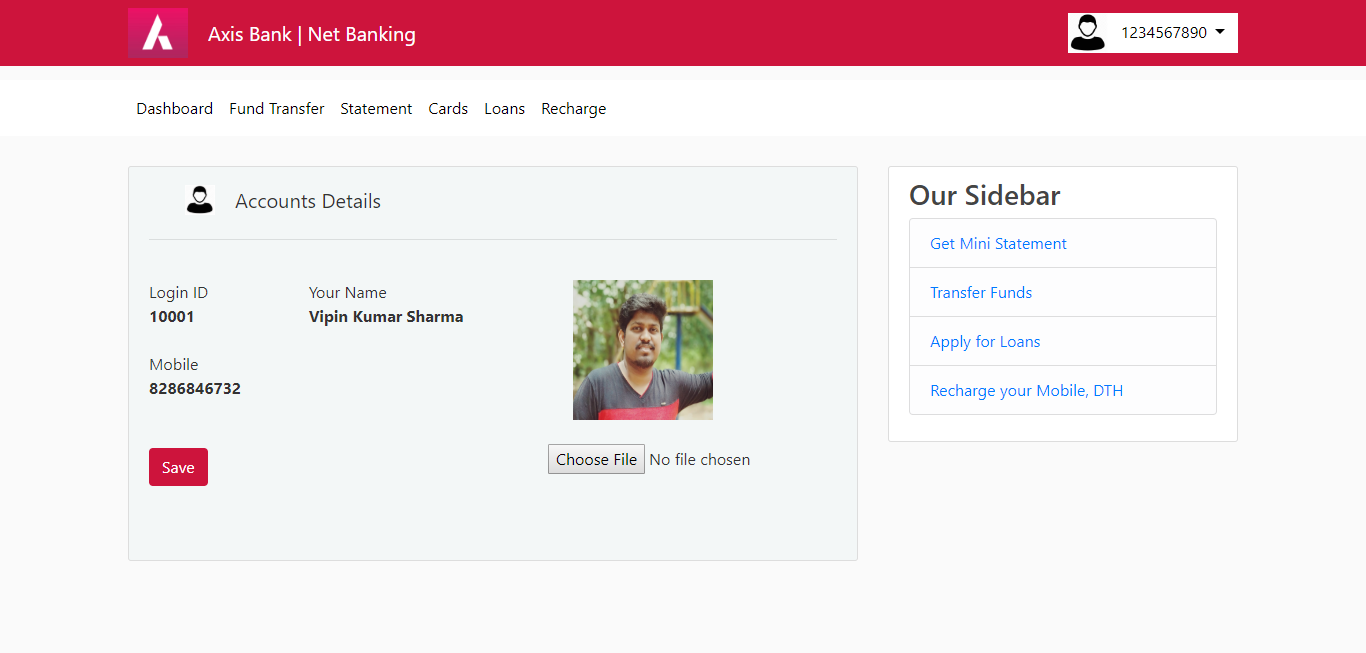 Axis Bank | Net Banking
1234567890
Dashboard Fund Transfer Statement Cards Loans Recharge
Accounts Details
Login ID
10001
Your Name
Vipin Kumar Sharma
Mobile
8286846732
Save
Choose File No file chosen
Our Sidebar
Get Mini Statement
Transfer Funds
Apply for Loans
Recharge your Mobile, DTH